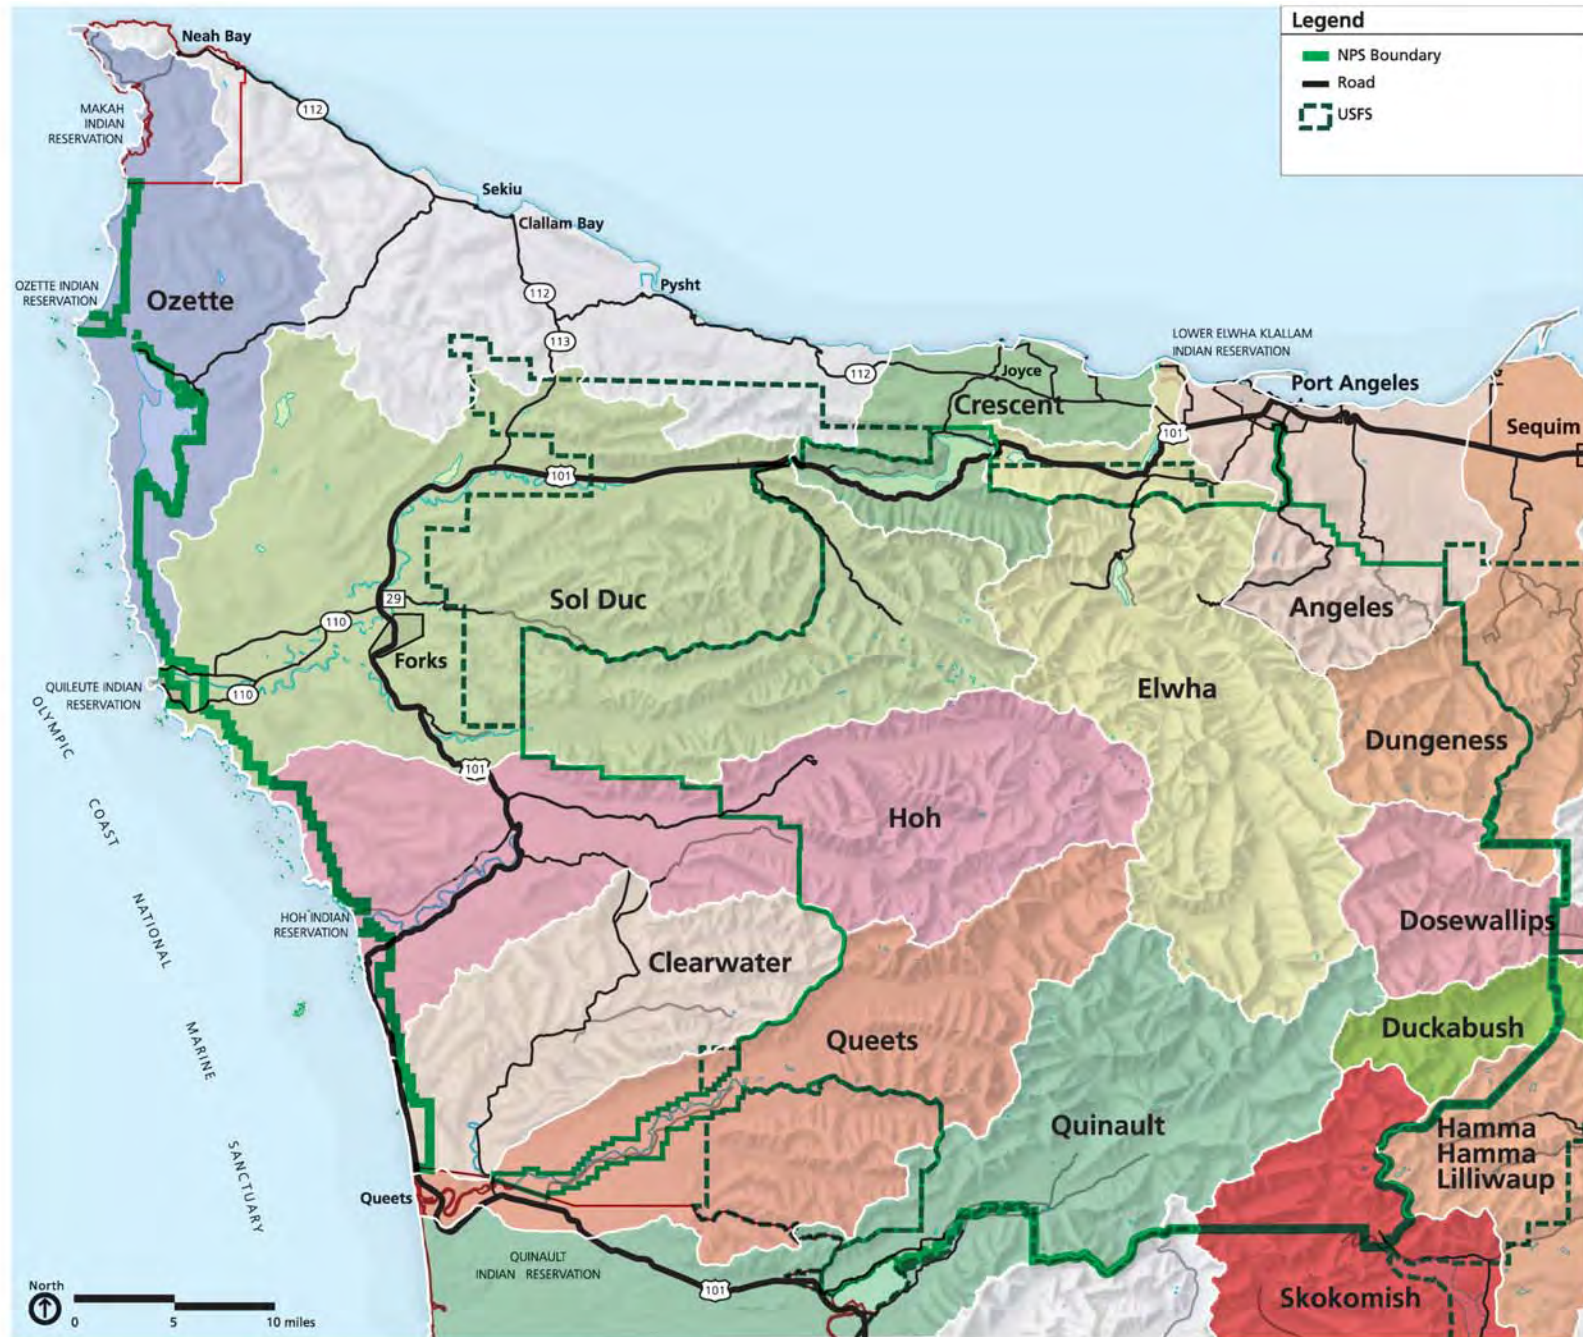 Legend
NPS Boundary
Road
USFS
Neah Bay
MAKAH
INDIAN
RESERVATION
112
Sekiu
Clallam Bay
OZETTE INDIAN
RESERVATION
Ozette
112
Pysht
113
LOWER ELWHA KLALLAM
INDIAN RESERVATION
112
Joyce
Port Angeles
Crescent
101
Sequim
101
29
Sol Duc
Angeles
110
Forks
QUILEUTE INDIAN
RESERVATION
110
Elwha
Dungeness
101
Hoh
HOH INDIAN
RESERVATION
Dosewallips
Clearwater
Duckabush
Queets
Quinault
Hamma
Hamma
Lilliwaup
OLYMPIC COAST NATIONAL MARINE SANCTUARY
Queets
QUINAULT
INDIAN RESERVATION
101
Skokomish
North
0 5 10 miles